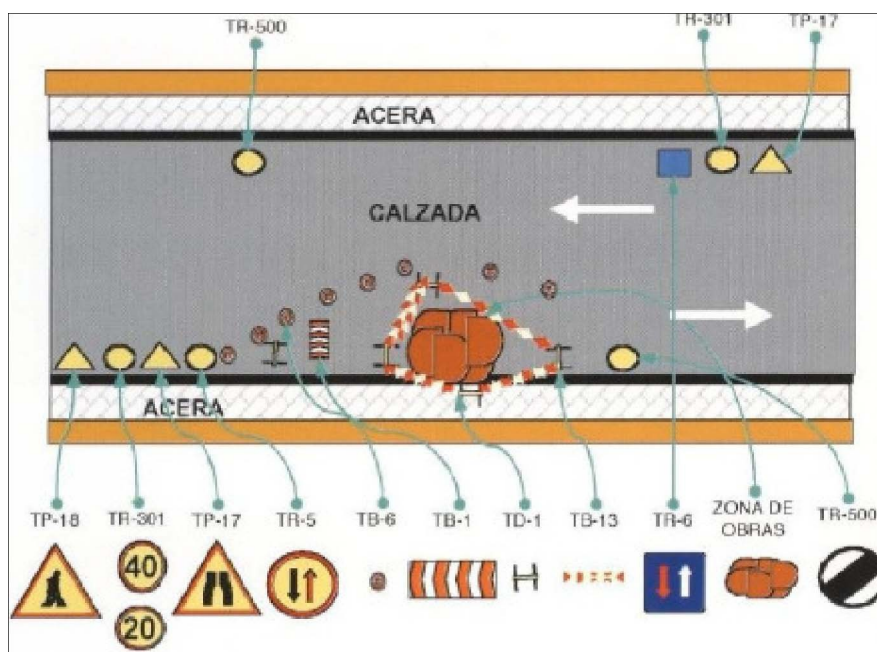 TR-500
TR-301
TP-17
ACERA
CALZADA
ACERA
TP-18
TR-301
TP-17
TR-5
TB-6
TB-1
TD-1
TB-13
TR-6
ZONA DE
OBRAS
TR-500
40
20